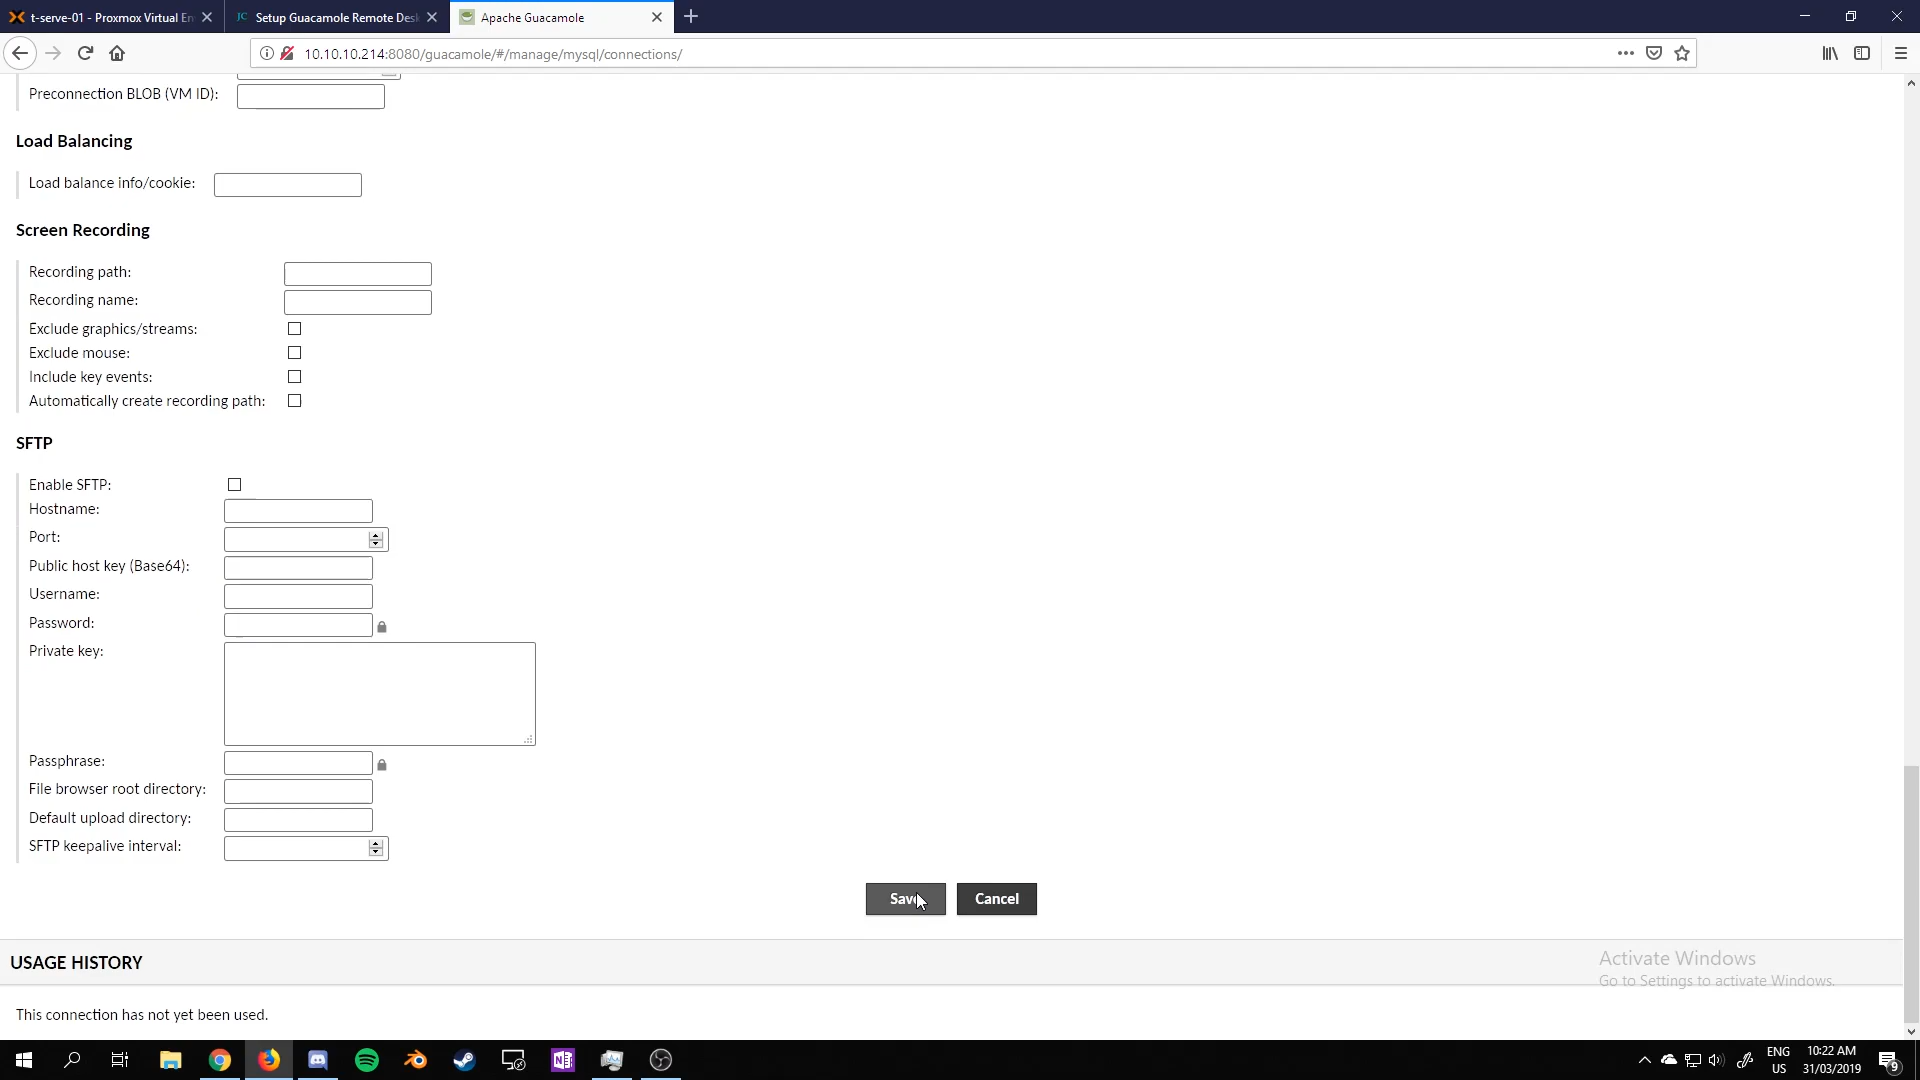 t-serve-01 - Proxmox Virtual En
JC Setup Guacamole Remote Desk
Apache Guacamole
10.10.10.214:8080/guacamole/#/manage/mysql/connections/
Preconnection BLOB (VM ID):
Load Balancing
Load balance info/cookie:
Screen Recording
Recording path:
Recording name:
Exclude graphics/streams:
Exclude mouse:
Include key events:
Automatically create recording path:
SFTP
Enable SFTP:
Hostname:
Port:
Public host key (Base64):
Username:
Password:
Private key:
Passphrase:
File browser root directory:
Default upload directory:
SFTP keepalive interval:
Save
Cancel
USAGE HISTORY
Activate Windows
Go to Settings to activate Windows.
This connection has not yet been used.
ENG
US
10:22 AM
31/03/2019
9